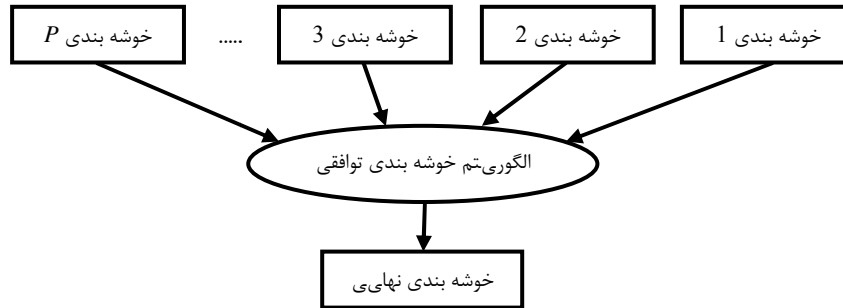 خوشه بندی 1
خوشه بندی 2
خوشه بندی 3
.....
خوشه بندی P
الگوریتم خوشه بندی توافقی
خوشه بندی نهایی